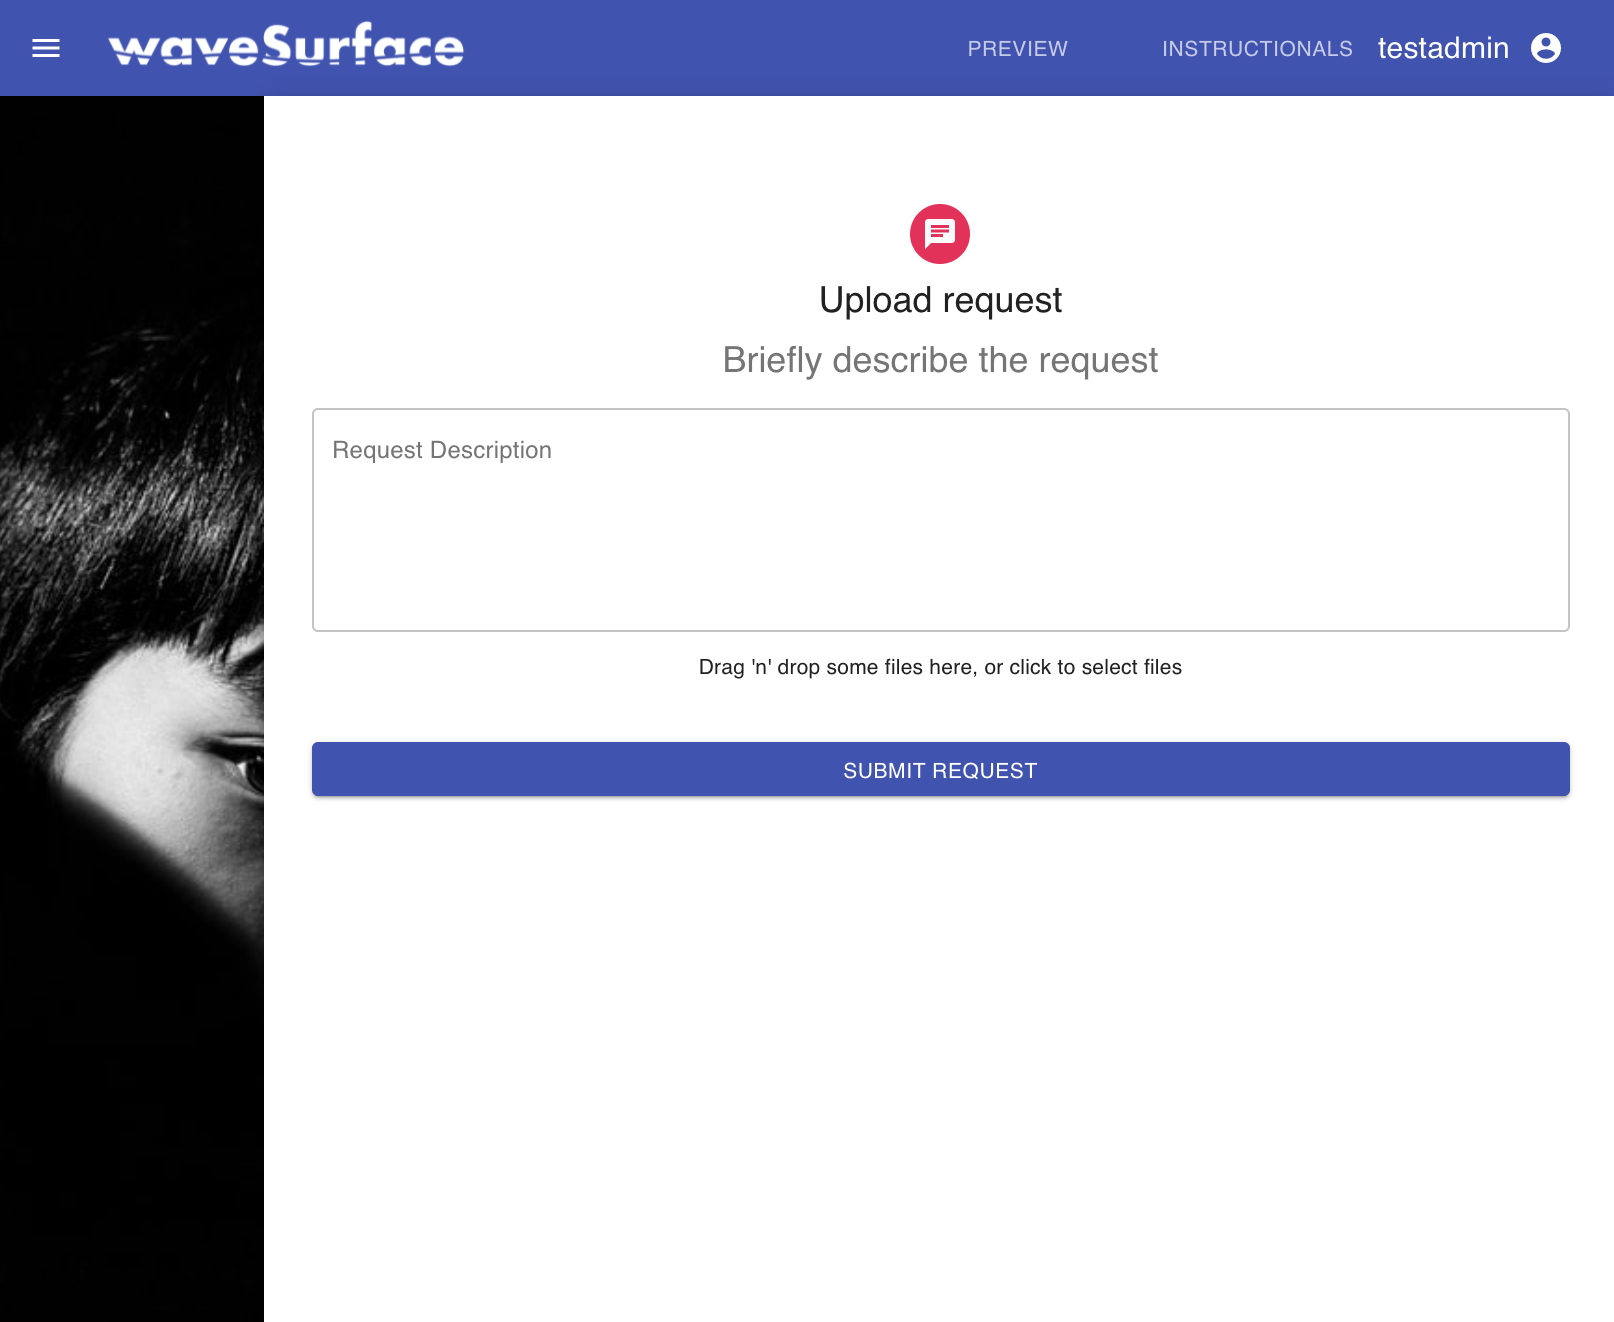 waveSurface
PREVIEW
INSTRUCTIONALS
testadmin
Upload request
Briefly describe the request
Request Description
Drag 'n' drop some files here, or click to select files
SUBMIT REQUEST